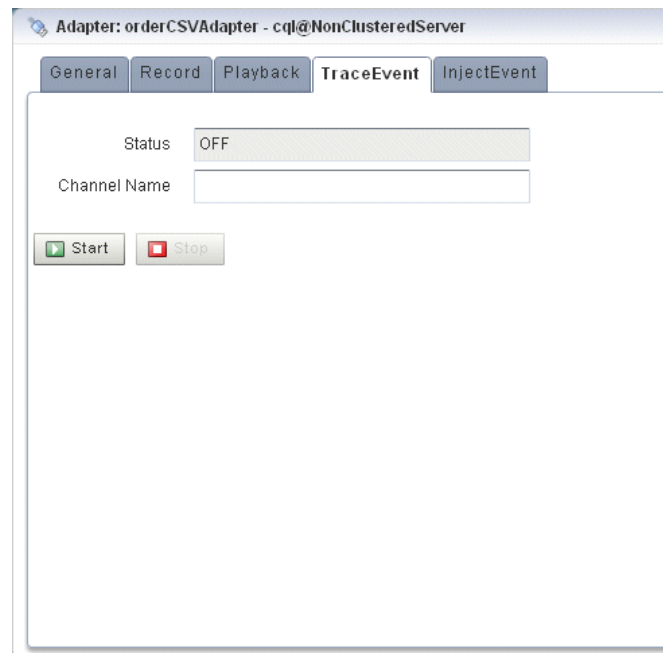 Adapter: orderCSVAdapter - cql@NonClusteredServer
General Record Playback TraceEvent InjectEvent
Status OFF
Channel Name
Start Stop